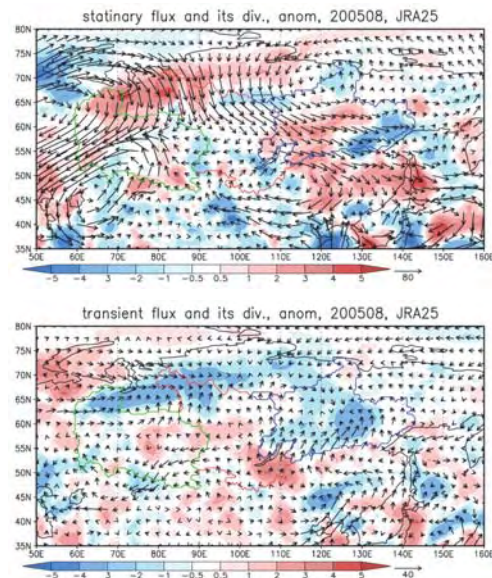 statinary flux and its div., anom, 200508, JRA25
80N
75N
70N
65N
60N
55N
50N
45N
40N
35N
50E 60E 70E 80E 90E 100E 110E 120E 130E 140E 150E 160E
-5 -4 -3 -2 -1 -0.5 0.5 1 2 3 4 5 80
transient flux and its div., anom, 200508, JRA25
80N
75N
70N
65N
60N
55N
50N
45N
40N
35N
50E 60E 70E 80E 90E 100E 110E 120E 130E 140E 150E 160E
-5 -4 -3 -2 -1 -0.5 0.5 1 2 3 4 5 40